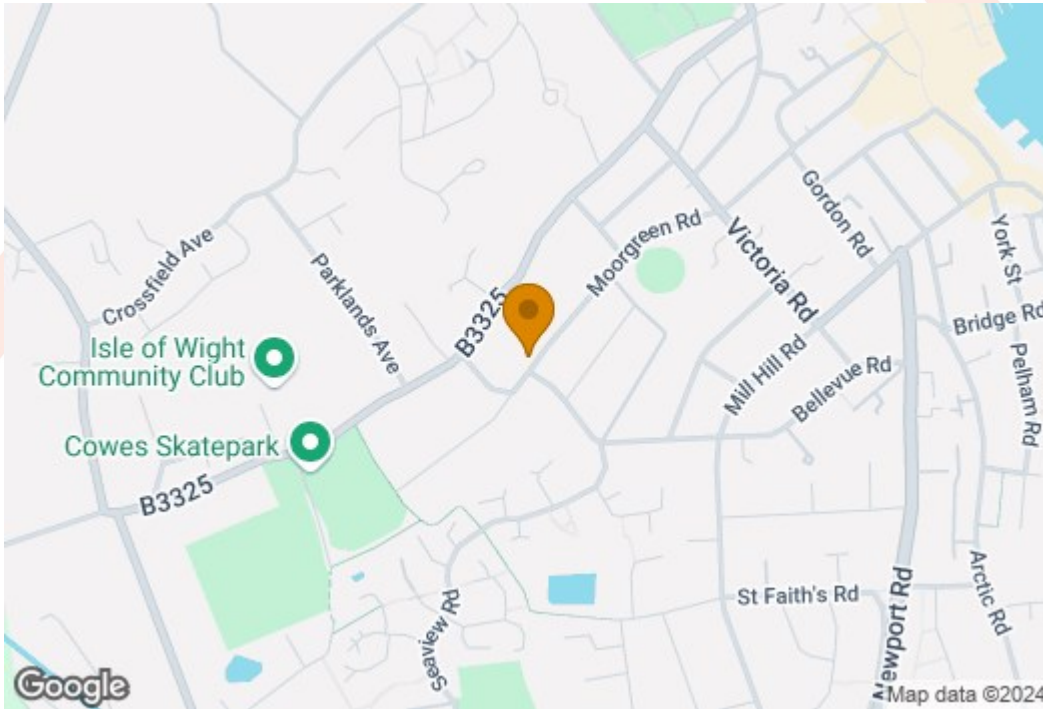 Crossfield Ave
Parklands Ave
B3325
Isle of Wight
Community Club
Cowes Skatepark
B3325
Moorgreen Rd
Victoria Rd
Gordon Rd
York St
Bridge Rd
Pelham Rd
Mill Hill Rd
Bellevue Rd
St Faith's Rd
Newport Rd
Arctic Rd
Seaview Rd
Google
Map data ©2024